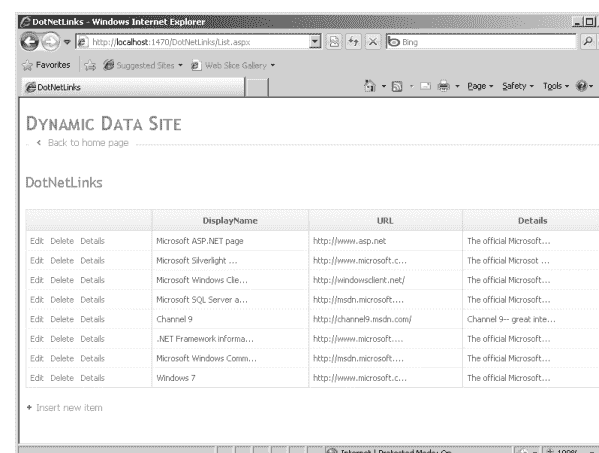 DotNetLinks - Windows Internet Explorer
http://localhost:1470/DotNetLinks/List.aspx
Bing
Favorites Suggested Sites Web Slice Gallery
DotNetLinks Page Safety Tools
DYNAMIC DATA SITE
< Back to home page
DotNetLinks
DisplayName URL Details
Edit Delete Details Microsoft ASP.NET page http://www.asp.net The official Microsoft...
Edit Delete Details Microsoft Silverlight ... http://www.microsoft.c... The official Microsot ...
Edit Delete Details Microsoft Windows Clie... http://windowsclient.net/ The official Microsoft...
Edit Delete Details Microsoft SQL Server a... http://msdn.microsoft.... The official Microsoft...
Edit Delete Details Channel 9 http://channel9.msdn.com/ Channel 9-- great inte...
Edit Delete Details .NET Framework informa... http://www.microsoft.... The official Microsoft...
Edit Delete Details Microsoft Windows Comm... http://msdn.microsoft.... The official Microsoft...
Edit Delete Details Windows 7 http://www.microsoft.c... The official Microsoft...
+ Insert new item
Internet | Protected Mode: On 100%